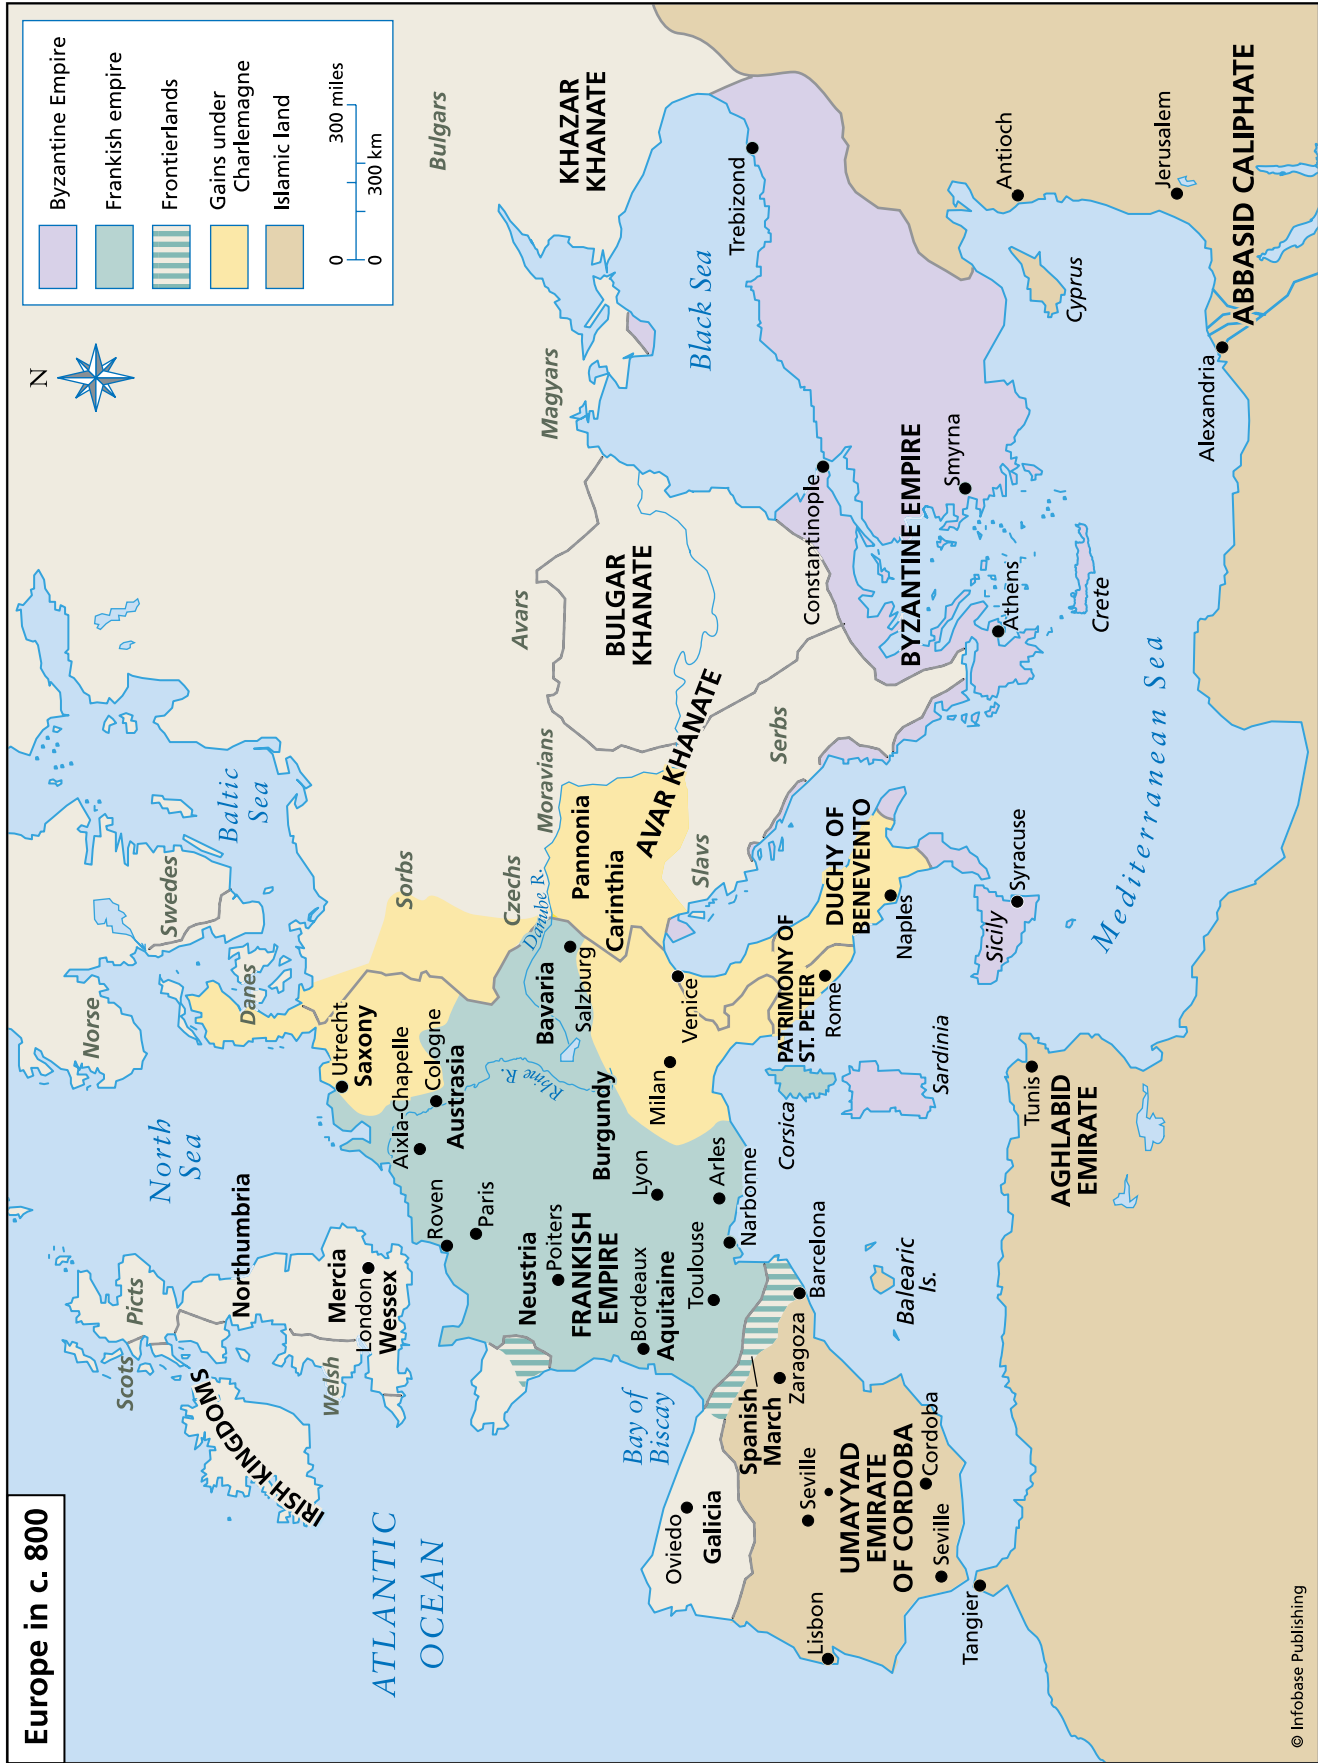 Europe in c. 800
Byzantine Empire
Frankish empire
Frontierlands
Gains under
Charlemagne
Islamic land
0
300 miles
0
300 km
N
Norse
Swedes
Baltic
Sea
Danes
North
Sea
Scots
Picts
Northumbria
IRISH KINGDOMS
Welsh
Mercia
London
Wessex
ATLANTIC
OCEAN
Utrecht
Saxony
Aixla-Chapelle
Cologne
Austrasia
Sorbs
Czechs
Moravians
Avars
Magyars
Bulgars
KHAZAR
KHANATE
Roven
Paris
Neustria
Poiters
FRANKISH
EMPIRE
Bordeaux
Aquitaine
Toulouse
Lyon
Arles
Narbonne
Burgundy
Rhine R.
Danube R.
Bavaria
Salzburg
Pannonia
Carinthia
AVAR KHANATE
BULGAR
KHANATE
Slavs
Serbs
Black Sea
Trebizond
Milan
Venice
PATRIMONY OF
ST. PETER
Rome
DUCHY OF
BENEVENTO
Naples
Corsica
Sardinia
Sicily
Syracuse
Constantinople
BYZANTINE EMPIRE
Smyrna
Athens
Crete
Cyprus
Antioch
Jerusalem
ABBASID CALIPHATE
Alexandria
Mediterranean Sea
Bay of
Biscay
Oviedo
Galicia
Spanish
March
Zaragoza
Barcelona
Balearic
Is.
Seville
UMAYYAD
EMIRATE
OF CORDOBA
Cordoba
Seville
Lisbon
Tangier
Tunis
AGHLABID
EMIRATE
© Infobase Publishing